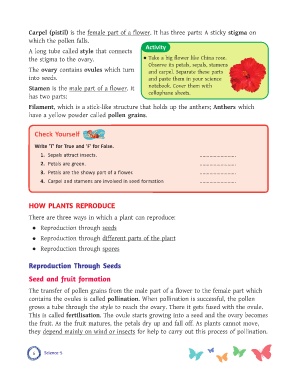 Carpel (pistil) is the female part of a flower. It has three parts: A sticky stigma on
which the pollen falls.
A long tube called style that connects
the stigma to the ovary.
The ovary contains ovules which turn
into seeds.
Stamen is the male part of a flower. It
has two parts:
Activity
• Take a big flower like China rose.
Observe its petals, sepals, stamens
and carpel. Separate these parts
and paste them in your science
notebook. Cover them with
cellophane sheets.
Filament, which is a stick-like structure that holds up the anthers; Anthers which
have a yellow powder called pollen grains.
Check Yourself
Write 'T' for True and 'F' for False.
1. Sepals attract insects. ........................
2. Petals are green. ........................
3. Petals are the showy part of a flower. ........................
4. Carpel and stamens are involved in seed formation ........................
HOW PLANTS REPRODUCE
There are three ways in which a plant can reproduce:
• Reproduction through seeds
• Reproduction through different parts of the plant
• Reproduction through spores
Reproduction Through Seeds
Seed and fruit formation
The transfer of pollen grains from the male part of a flower to the female part which
contains the ovules is called pollination. When pollination is successful, the pollen
grows a tube through the style to reach the ovary. There it gets fused with the ovule.
This is called fertilisation. The ovule starts growing into a seed and the ovary becomes
the fruit. As the fruit matures, the petals dry up and fall off. As plants cannot move,
they depend mainly on wind or insects for help to carry out this process of pollination.
Science-5